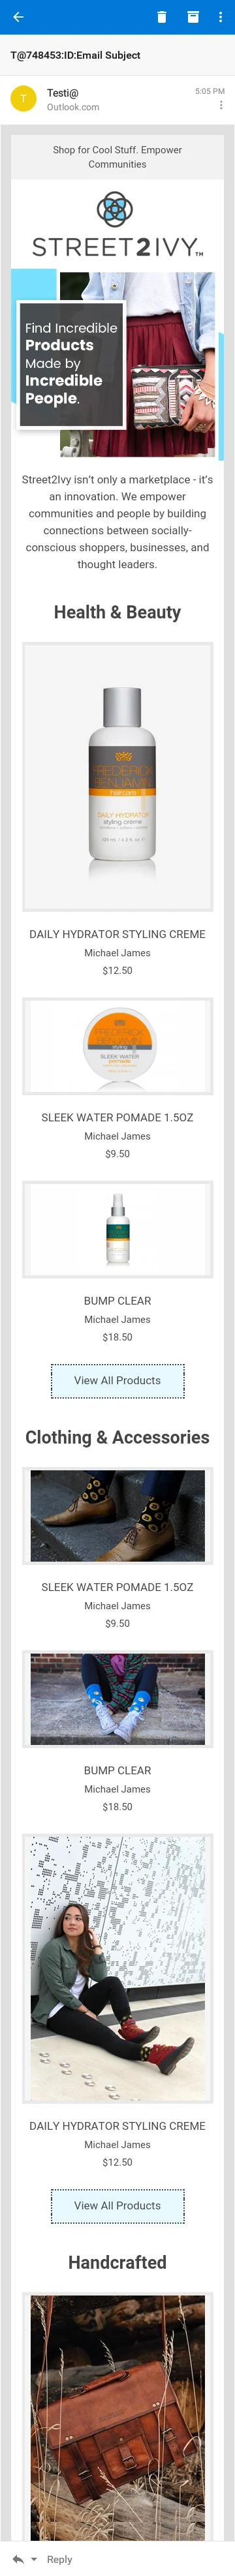 T@748453:ID:Email Subject
T
Testi@
5:05 PM
Outlook.com
Shop for Cool Stuff. Empower
Communities
STREET2IVY™
Find Incredible
Products
Made by
Incredible
People.
Street2Ivy isn't only a marketplace - it's
an innovation. We empower
communities and people by building
connections between socially-
conscious shoppers, businesses, and
thought leaders.
Health & Beauty
FREDERICK
BENJAMIN
haircare
DAILY HYDRATOR
styling crème
DAILY HYDRATOR STYLING CREME
Michael James
$12.50
FREDERICK
BENJAMIN
styling
SLEEK WATER
pomade
SLEEK WATER POMADE 1.5OZ
Michael James
$9.50
BUMP CLEAR
Michael James
$18.50
View All Products
Clothing & Accessories
SLEEK WATER POMADE 1.5OZ
Michael James
$9.50
BUMP CLEAR
Michael James
$18.50
DAILY HYDRATOR STYLING CREME
Michael James
$12.50
View All Products
Handcrafted
Reply